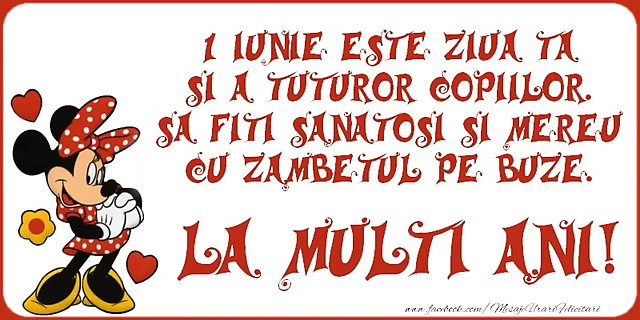 1 IUNIE ESTE ZIUA TA
SI A TUTUROR COPIILOR.
SA FITI SANATOSI SI MEREU
CU ZAMBETUL PE BUZE.
LA MULTI ANI!
www.facebook.com/MesajeUrariFelicitari